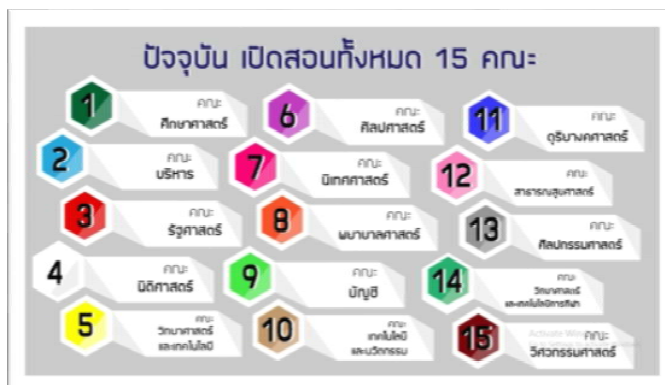 ปัจจุบัน เปิดสอนทั้งหมด 15 คณะ
1
คณะ
ศึกษาศาสตร์
2
คณะ
บริหาร
3
คณะ
รัฐศาสตร์
4
คณะ
นิติศาสตร์
5
คณะ
วิทยาศาสตร์
และเทคโนโลยี
6
คณะ
ศิลปศาสตร์
7
คณะ
นิเทศศาสตร์
8
คณะ
พยาบาลศาสตร์
9
คณะ
บัญชี
10
คณะ
เทคโนโลยี
และนวัตกรรม
11
คณะ
ดุริยางคศาสตร์
12
คณะ
สาธารณสุขศาสตร์
13
คณะ
ศิลปกรรมศาสตร์
14
คณะ
วิทยาศาสตร์
และเทคโนโลยีการกีฬา
15
คณะ
วิศวกรรมศาสตร์